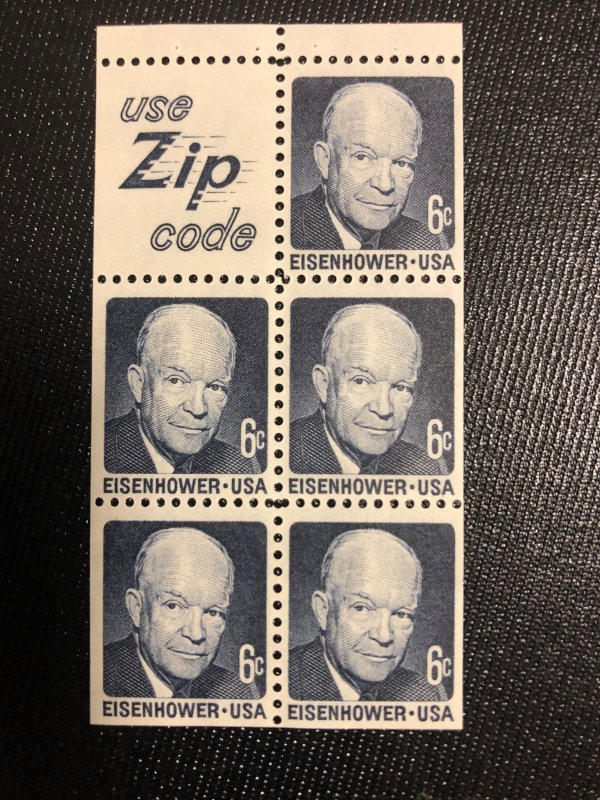 use
Zip
code
6c
EISENHOWER · USA
6c
EISENHOWER · USA
6c
EISENHOWER · USA
6c
EISENHOWER · USA
6c
EISENHOWER · USA